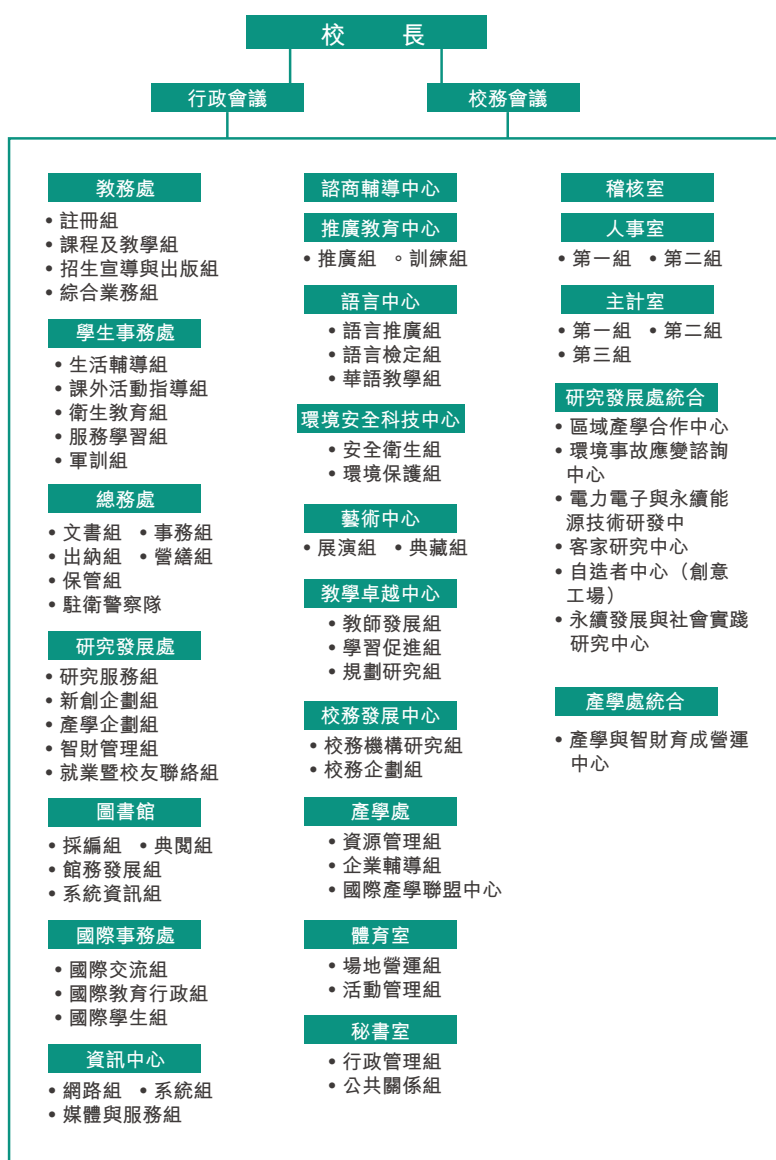 校長
行政會議
校務會議
教務處
• 註冊組
• 課程及教學組
• 招生宣導與出版組
• 綜合業務組
學生事務處
• 生活輔導組
• 課外活動指導組
• 衛生教育組
• 服務學習組
• 軍訓組
總務處
• 文書組 • 事務組
• 出納組 • 營繕組
• 保管組
• 駐衛警察隊
研究發展處
• 研究服務組
• 新創企劃組
• 產學企劃組
• 智財管理組
• 就業暨校友聯絡組
圖書館
• 採編組 • 典閱組
• 館務發展組
• 系統資訊組
國際事務處
• 國際交流組
• 國際教育行政組
• 國際學生組
資訊中心
• 網路組 • 系統組
• 媒體與服務組
諮商輔導中心
推廣教育中心
• 推廣組 。訓練組
語言中心
• 語言推廣組
• 語言檢定組
• 華語教學組
環境安全科技中心
• 安全衛生組
• 環境保護組
藝術中心
• 展演組 • 典藏組
教學卓越中心
• 教師發展組
• 學習促進組
• 規劃研究組
校務發展中心
• 校務機構研究組
• 校務企劃組
產學處
• 資源管理組
• 企業輔導組
• 國際產學聯盟中心
體育室
• 場地營運組
• 活動管理組
秘書室
• 行政管理組
• 公共關係組
稽核室
人事室
• 第一組 • 第二組
主計室
• 第一組 • 第二組
• 第三組
研究發展處統合
• 區域產學合作中心
• 環境事故應變諮詢
中心
• 電力電子與永續能
源技術研發中
• 客家研究中心
• 自造者中心（創意
工場）
• 永續發展與社會實踐
研究中心
產學處統合
• 產學與智財育成營運
中心